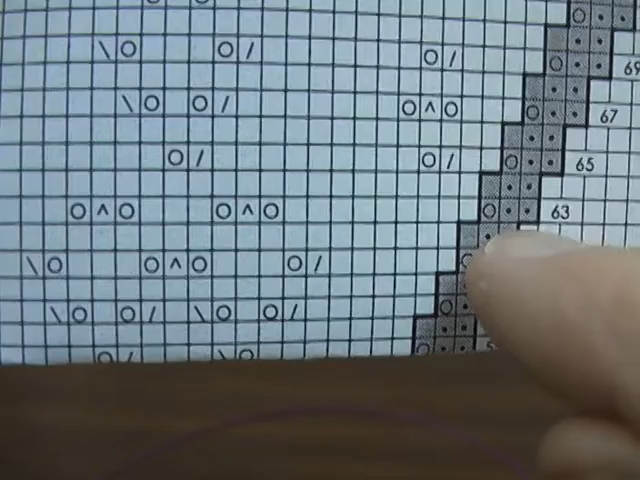 O • •
\ O O / O / O • • 69
\ O O / O ^ O O • • 67
O / O / O • • 65
O ^ O O ^ O O • • 63
\ O O ^ O O /
\ O O / \ O O / O •
O / \ O O • •